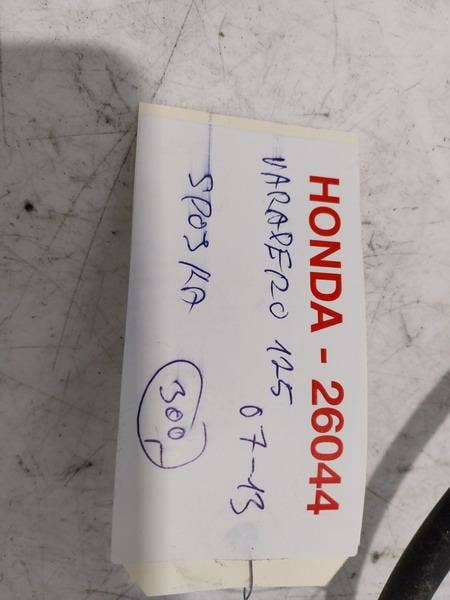 HONDA - 26044
VARADERO 125
07-13
SPOJKA
300,-